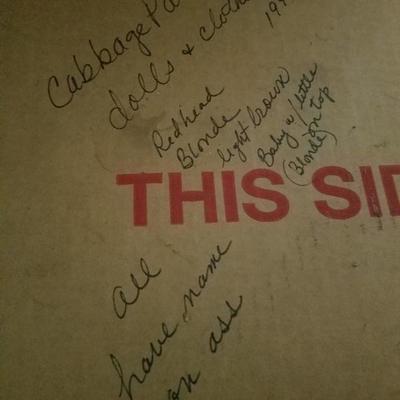 Cabbage Pa
dolls & cloth
199
Redhead
Blonde
light brown
Baby w/ little
(Blonde) on top
THIS SID
all
have name
on ass